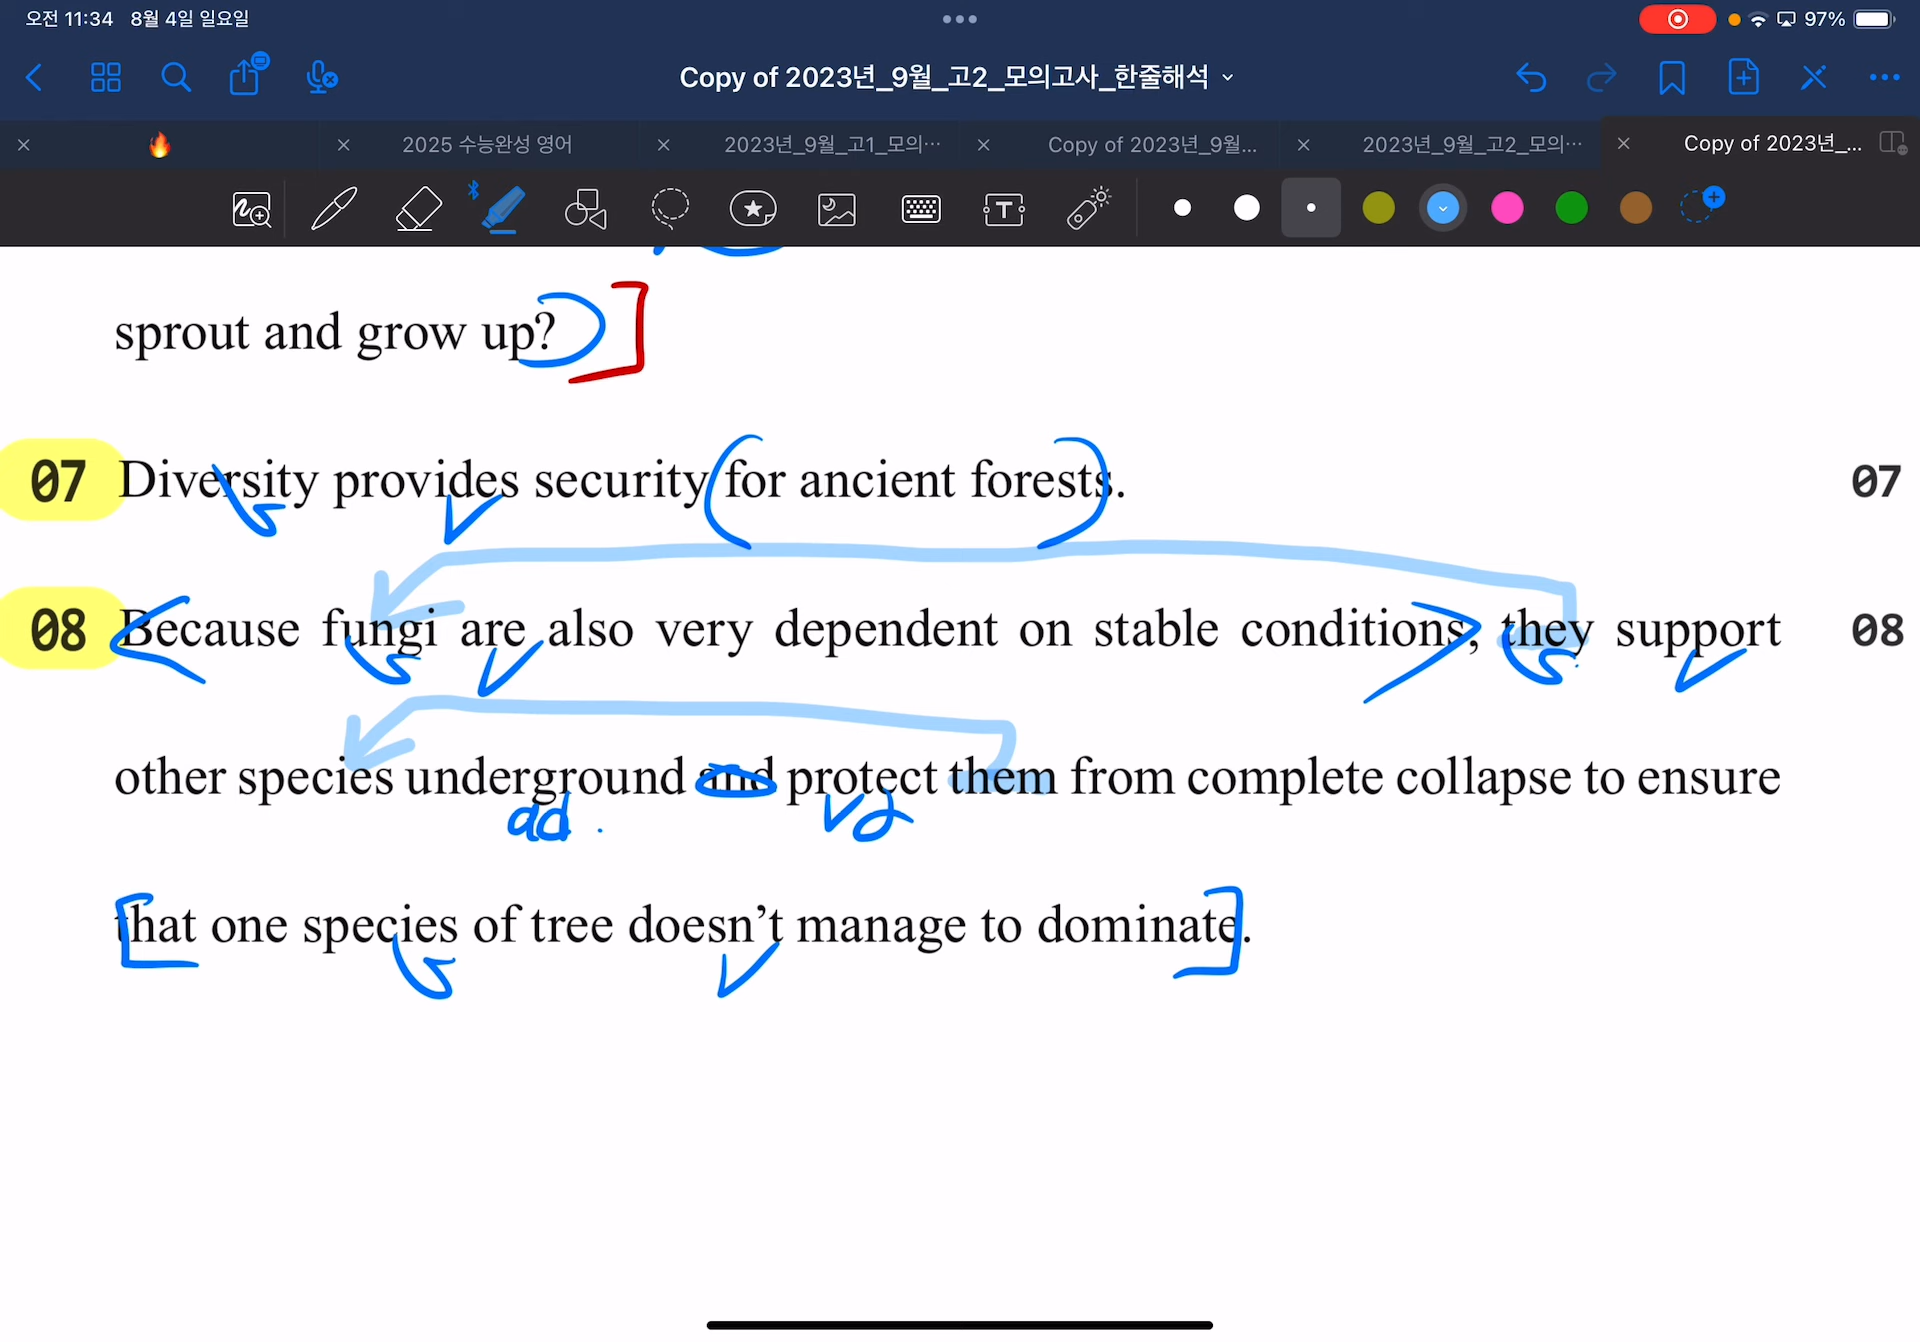 오전 11:34 8월 4일 일요일
97%
Copy of 2023년_9월_고2_모의고사_한줄해석
2025 수능완성 영어
2023년_9월_고1_모의…
Copy of 2023년_9월...
2023년_9월_고2_모의…
Copy of 2023년_...
sprout and grow up?
07 Diversity provides security for ancient forests. 07
08 Because fungi are also very dependent on stable conditions, they support 08
other species underground and protect them from complete collapse to ensure
ad. V2
that one species of tree doesn't manage to dominate.